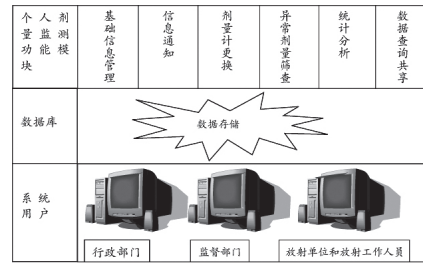 个人剂
量监测
功能模
块
基础信息管理
信息通知
剂量计更换
异常剂量筛查
统计分析
数据查询共享
数据库
数据存储
系统
用户
行政部门
监督部门
放射单位和放射工作人员